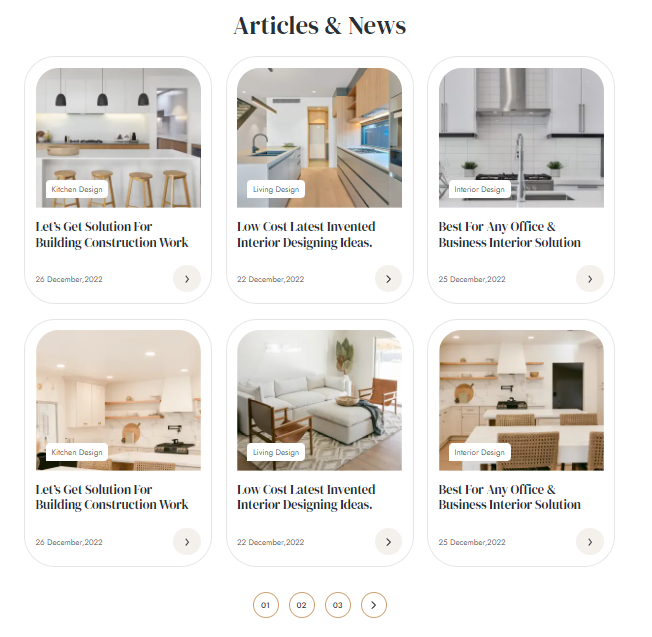 Articles & News
Kitchen Design
Let's Get Solution For
Building Construction Work
26 December,2022
Living Design
Low Cost Latest Invented
Interior Designing Ideas.
22 December,2022
Interior Design
Best For Any Office &
Business Interior Solution
25 December,2022
Kitchen Design
Let's Get Solution For
Building Construction Work
26 December,2022
Living Design
Low Cost Latest Invented
Interior Designing Ideas.
22 December,2022
Interior Design
Best For Any Office &
Business Interior Solution
25 December,2022
01 02 03